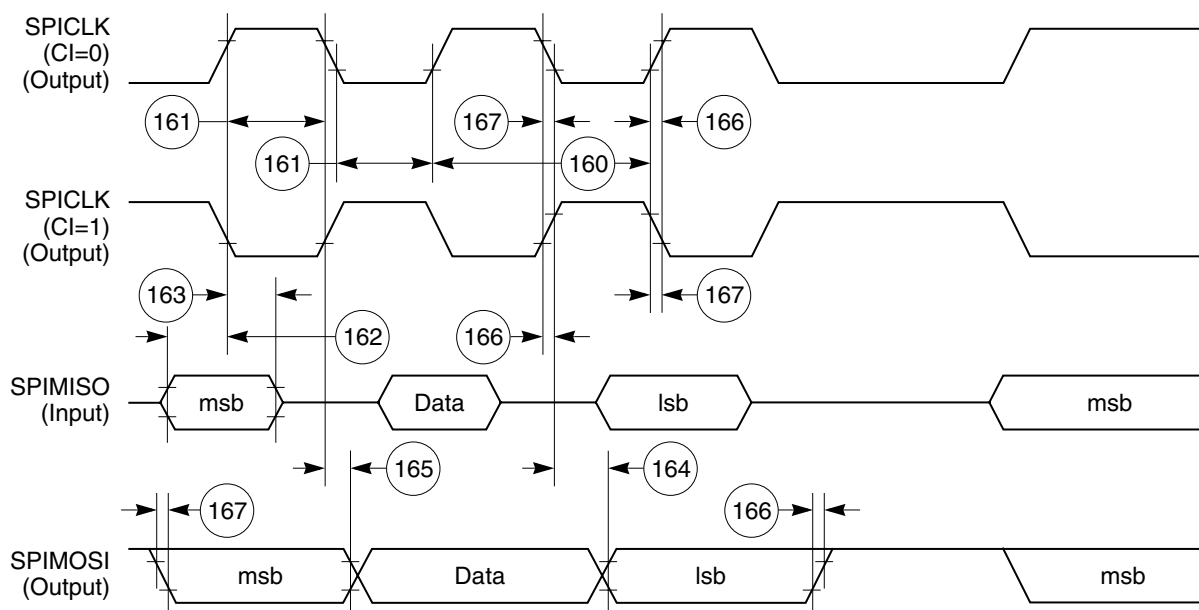 SPICLK
(CI=0)
(Output)
161
167
166
161
160
SPICLK
(CI=1)
(Output)
163
167
162
166
SPIMISO
(Input)
msb
Data
lsb
msb
165
164
167
166
SPIMOSI
(Output)
msb
Data
lsb
msb